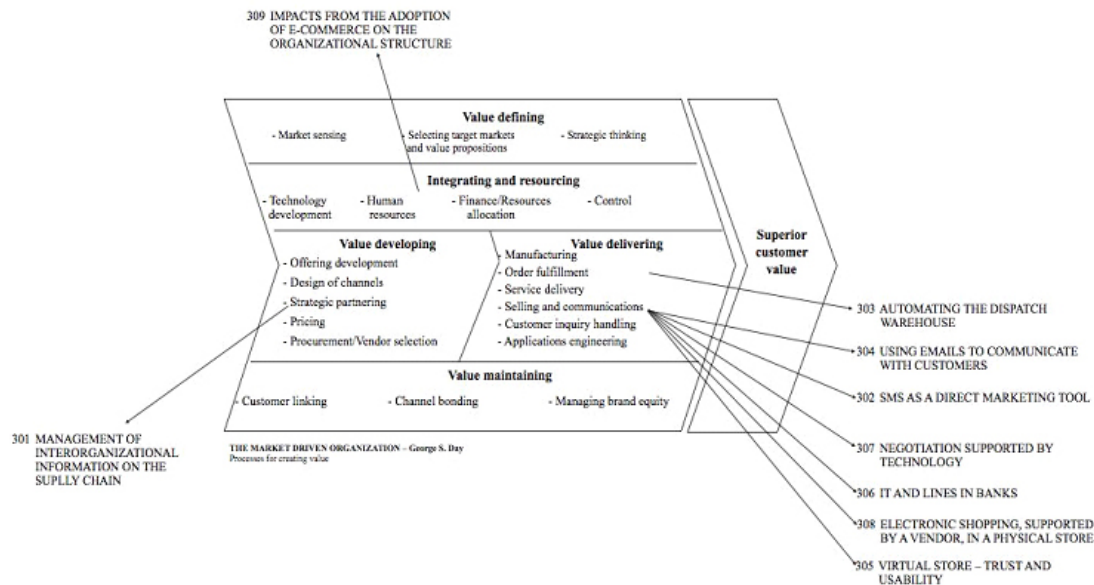 309 IMPACTS FROM THE ADOPTION
OF E-COMMERCE ON THE
ORGANIZATIONAL STRUCTURE
Value defining
- Market sensing
- Selecting target markets
and value propositions
- Strategic thinking
Integrating and resourcing
- Technology
development
- Human
resources
- Finance/Resources
allocation
- Control
Value developing
- Offering development
- Design of channels
- Strategic partnering
- Pricing
- Procurement/Vendor selection
Value delivering
- Manufacturing
- Order fulfillment
- Service delivery
- Selling and communications
- Customer inquiry handling
- Applications engineering
Superior
customer
value
Value maintaining
- Customer linking
- Channel bonding
- Managing brand equity
THE MARKET DRIVEN ORGANIZATION – George S. Day
Processes for creating value
301 MANAGEMENT OF
INTERORGANIZATIONAL
INFORMATION ON THE
SUPLLY CHAIN
303 AUTOMATING THE DISPATCH
WAREHOUSE
304 USING EMAILS TO COMMUNICATE
WITH CUSTOMERS
302 SMS AS A DIRECT MARKETING TOOL
307 NEGOTIATION SUPPORTED BY
TECHNOLOGY
306 IT AND LINES IN BANKS
308 ELECTRONIC SHOPPING, SUPPORTED
BY A VENDOR, IN A PHYSICAL STORE
305 VIRTUAL STORE – TRUST AND
USABILITY